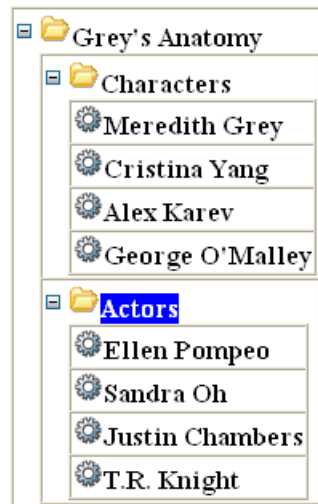 Grey's Anatomy
Characters
Meredith Grey
Cristina Yang
Alex Karev
George O'Malley
Actors
Ellen Pompeo
Sandra Oh
Justin Chambers
T.R. Knight